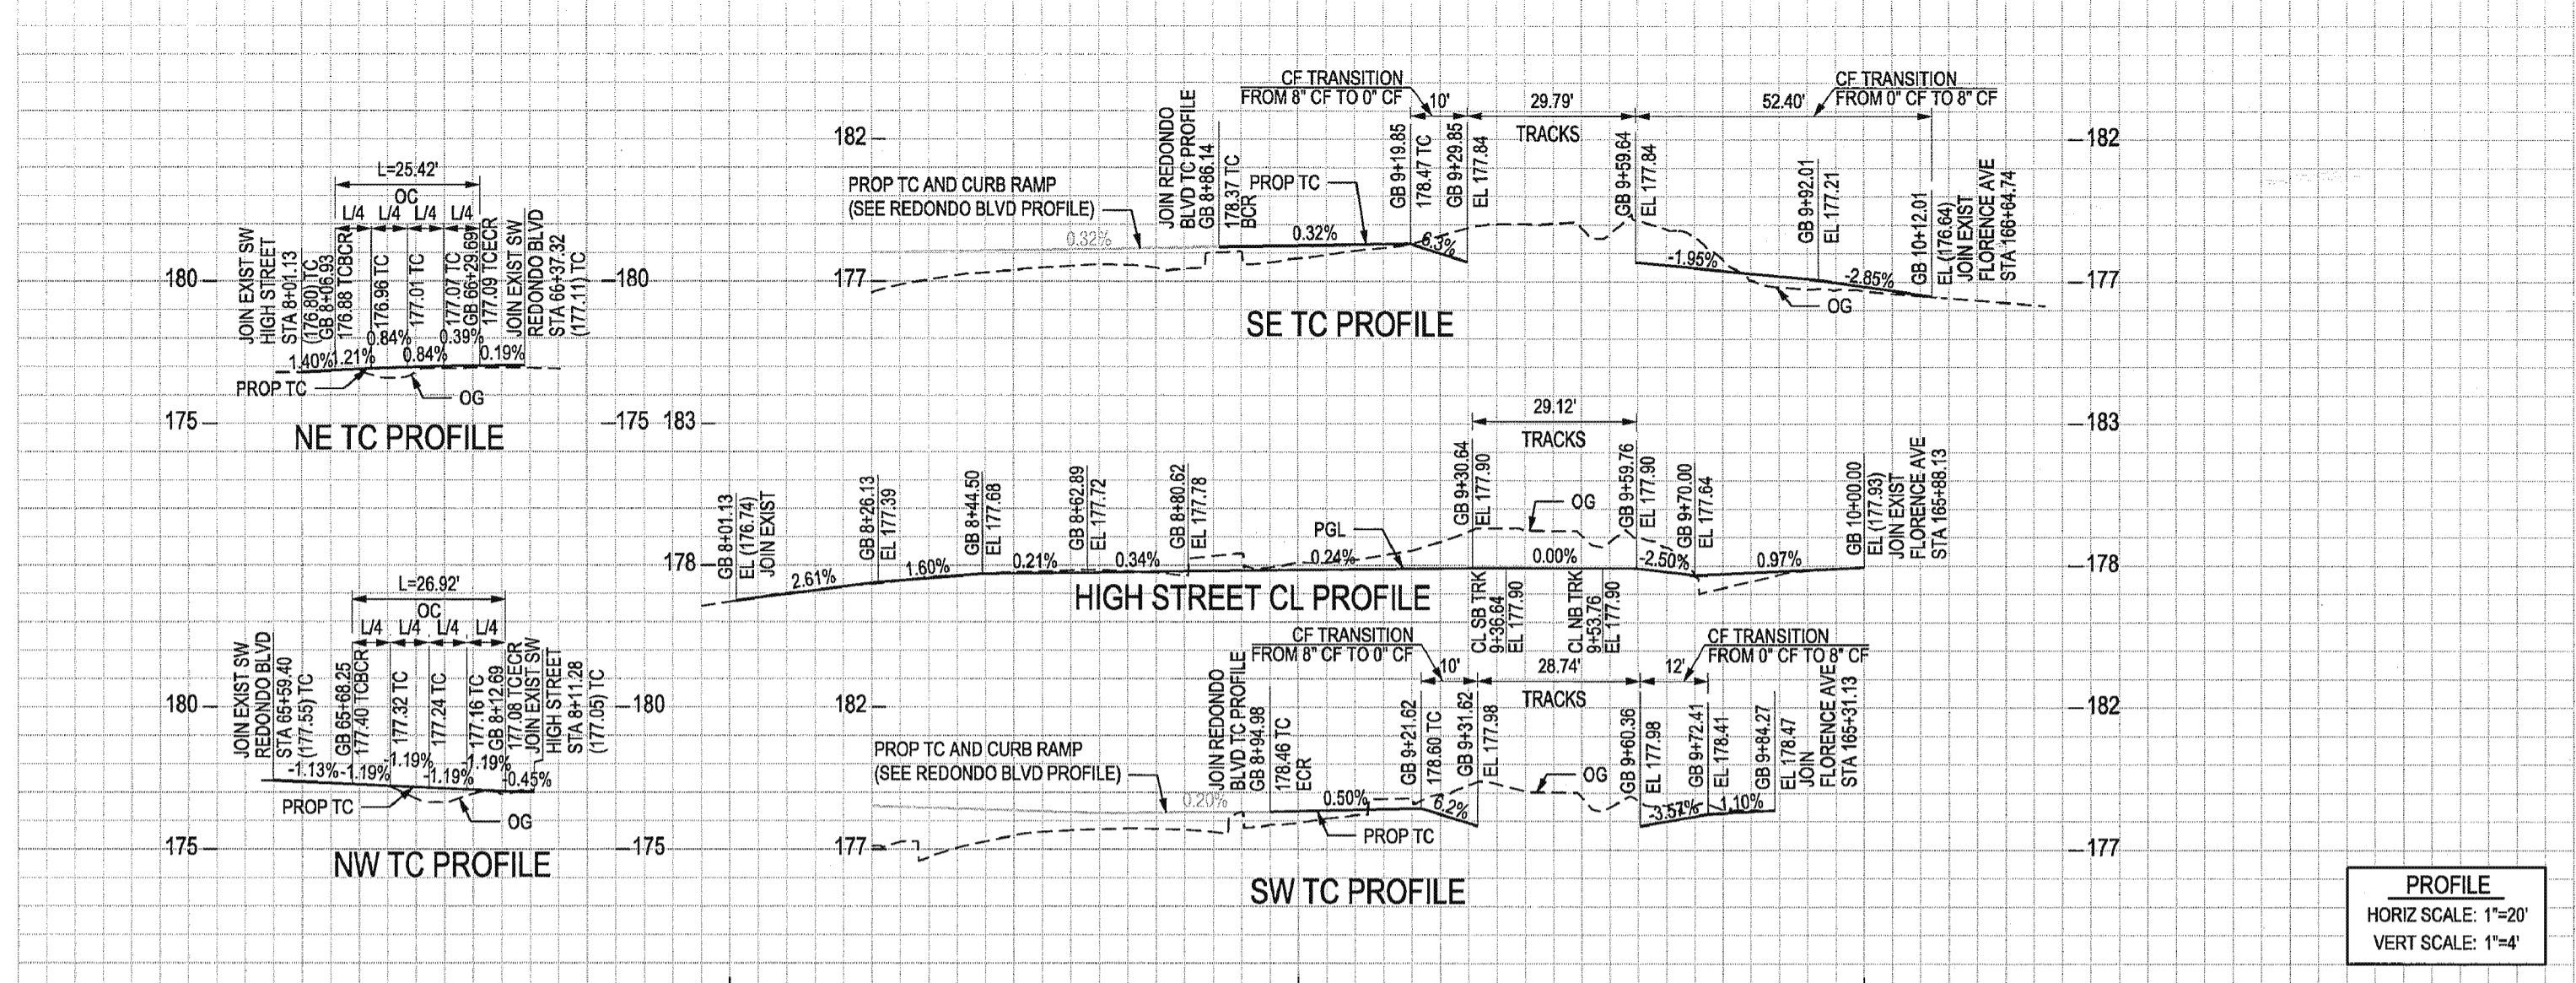 L=25.42'
OC
L/4 L/4 L/4 L/4
JOIN EXIST SW
HIGH STREET
STA 8+01.13
(176.80) TC
GB 8+06.93
176.88 TCBCR
176.96 TC
177.01 TC
177.07 TC
GB 66+29.69
177.09 TCECR
JOIN EXIST SW
REDONDO BLVD
STA 66+37.32
(177.11) TC
180
180
1.40% 1.21% 0.84% 0.84% 0.39% 0.19%
PROP TC
OG
175
175
NE TC PROFILE
182
182
177
177
PROP TC AND CURB RAMP
(SEE REDONDO BLVD PROFILE)
0.32%
JOIN REDONDO
BLVD TC PROFILE
GB 8+86.14
178.37 TC
BCR
PROP TC
0.32%
CF TRANSITION
FROM 8" CF TO 0" CF
10'
29.79'
TRACKS
52.40'
CF TRANSITION
FROM 0" CF TO 8" CF
GB 9+19.85
178.47 TC
GB 9+29.85
EL 177.84
6.3%
GB 9+59.64
EL 177.84
-1.95%
GB 9+92.01
EL 177.21
-2.85%
GB 10+12.01
EL (176.64)
JOIN EXIST
FLORENCE AVE
STA 166+64.74
OG
SE TC PROFILE
183
183
178
178
GB 8+01.13
EL (176.74)
JOIN EXIST
2.61%
GB 8+26.13
EL 177.39
1.60%
GB 8+44.50
EL 177.68
0.21%
GB 8+62.89
EL 177.72
0.34%
GB 8+80.62
EL 177.78
0.24%
PGL
29.12'
TRACKS
GB 9+30.64
EL 177.90
OG
0.00%
GB 9+59.76
EL 177.90
-2.50%
GB 9+70.00
EL 177.64
0.97%
GB 10+00.00
EL (177.93)
JOIN EXIST
FLORENCE AVE
STA 165+88.13
CL SB TRK
9+36.64
EL 177.90
CL NB TRK
9+53.76
EL 177.90
HIGH STREET CL PROFILE
L=26.92'
OC
L/4 L/4 L/4 L/4
JOIN EXIST SW
REDONDO BLVD
STA 65+59.40
(177.55) TC
GB 65+68.25
177.40 TCBCR
177.32 TC
177.24 TC
177.16 TC
GB 8+12.69
177.08 TCECR
JOIN EXIST SW
HIGH STREET
STA 8+11.28
(177.05) TC
180
180
-1.13% -1.19% -1.19% -1.19% -1.19% -0.45%
PROP TC
OG
175
175
NW TC PROFILE
182
182
177
177
PROP TC AND CURB RAMP
(SEE REDONDO BLVD PROFILE)
0.20%
JOIN REDONDO
BLVD TC PROFILE
GB 8+94.98
178.46 TC
ECR
0.50%
PROP TC
CF TRANSITION
FROM 8" CF TO 0" CF
10'
28.74'
TRACKS
12'
CF TRANSITION
FROM 0" CF TO 8" CF
GB 9+21.62
178.60 TC
GB 9+31.62
EL 177.98
6.2%
OG
GB 9+60.36
EL 177.98
-3.57%
GB 9+72.41
EL 178.41
1.10%
GB 9+84.27
EL 178.47
JOIN
FLORENCE AVE
STA 165+31.13
SW TC PROFILE
PROFILE
HORIZ SCALE: 1"=20'
VERT SCALE: 1"=4'